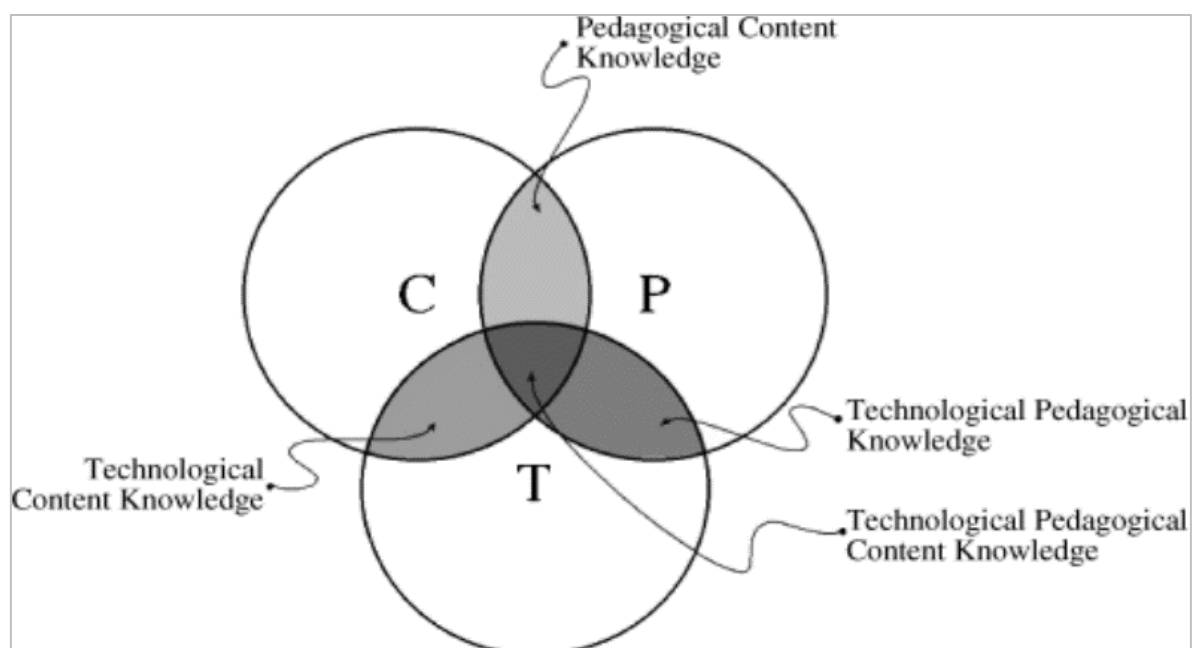 Pedagogical Content
Knowledge
C
P
Technological Pedagogical
Knowledge
Technological
Content Knowledge
T
Technological Pedagogical
Content Knowledge